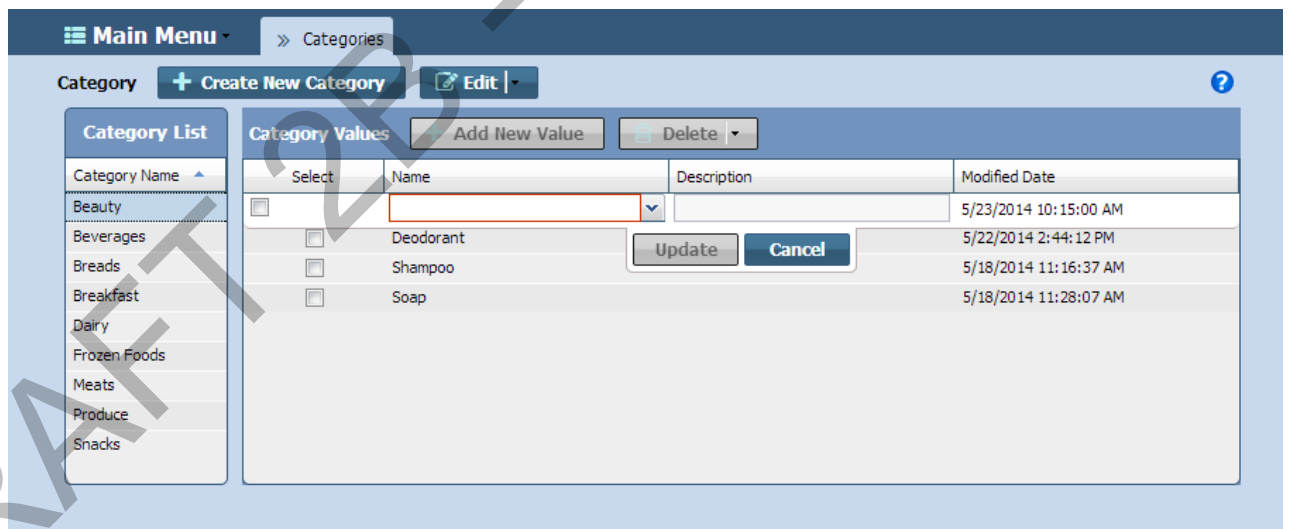 Main Menu
» Categories
Category
Create New Category
Edit
Category List
Category Values
Add New Value
Delete
Category Name
Select
Name
Description
Modified Date
Beauty
5/23/2014 10:15:00 AM
Beverages
Deodorant
5/22/2014 2:44:12 PM
Update
Cancel
Breads
Shampoo
5/18/2014 11:16:37 AM
Breakfast
Soap
5/18/2014 11:28:07 AM
Dairy
Frozen Foods
Meats
Produce
Snacks
RAFT 2B -